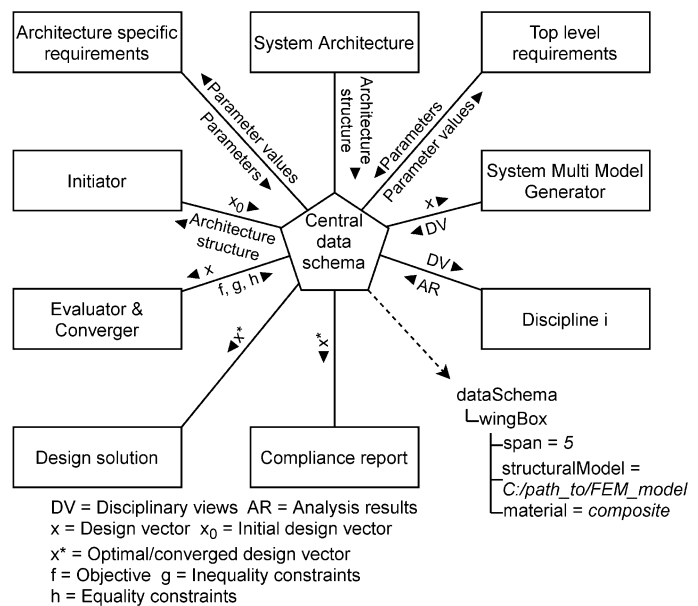 Architecture specific
requirements
System Architecture
Top level
requirements
Parameter values
Parameters
Architecture
structure
Parameters
Parameter values
Initiator
x₀
Architecture
structure
Central
data
schema
x
DV
System Multi Model
Generator
Evaluator &
Converger
x
f, g, h
DV
AR
Discipline i
x*
x*
Design solution
Compliance report
dataSchema
wingBox
span = 5
structuralModel =
C:/path_to/FEM_model
material = composite
DV = Disciplinary views AR = Analysis results
x = Design vector x₀ = Initial design vector
x* = Optimal/converged design vector
f = Objective g = Inequality constraints
h = Equality constraints